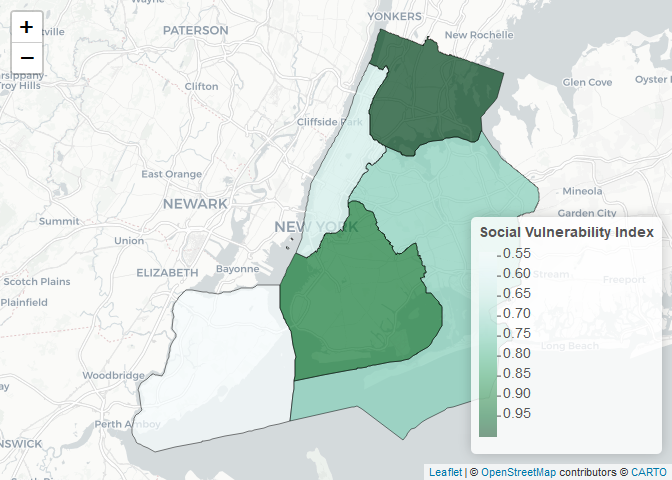 +
−
YONKERS
PATERSON
New Rochelle
Clifton
Glen Cove
Oyster
Troy Hills
Cliffside Park
East Orange
Mineola
NEWARK
Garden City
Summit
NEW YORK
Union
Social Vulnerability Index
ELIZABETH
Bayonne
0.55
Scotch Plains
0.60
Stream
Freeport
Plainfield
0.65
0.70
0.75
Long Beach
0.80
Woodbridge
0.85
0.90
Perth Amboy
0.95
NSWICK
Leaflet | © OpenStreetMap contributors © CARTO